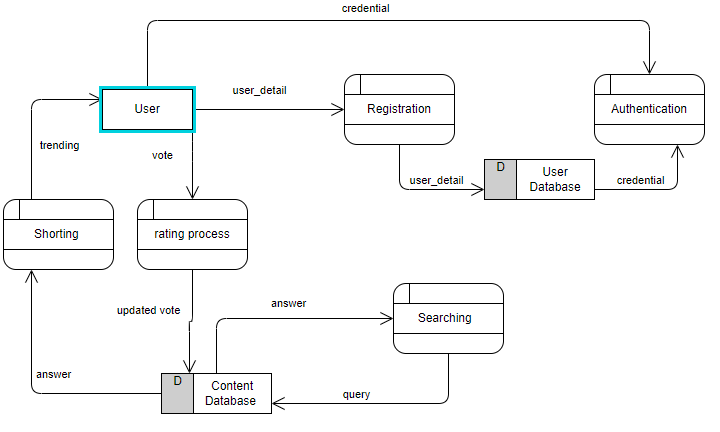 credential
user_detail
User
Registration
Authentication
trending
vote
D
User
Database
user_detail
credential
Shorting
rating process
updated vote
answer
Searching
answer
D
Content
Database
query